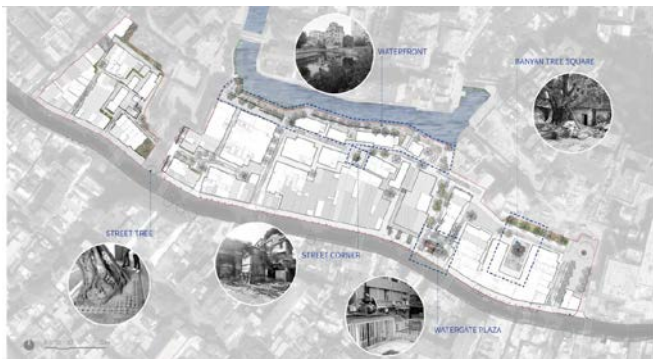 WATERFRONT
BANYAN TREE SQUARE
STREET TREE
STREET CORNER
WATERGATE PLAZA